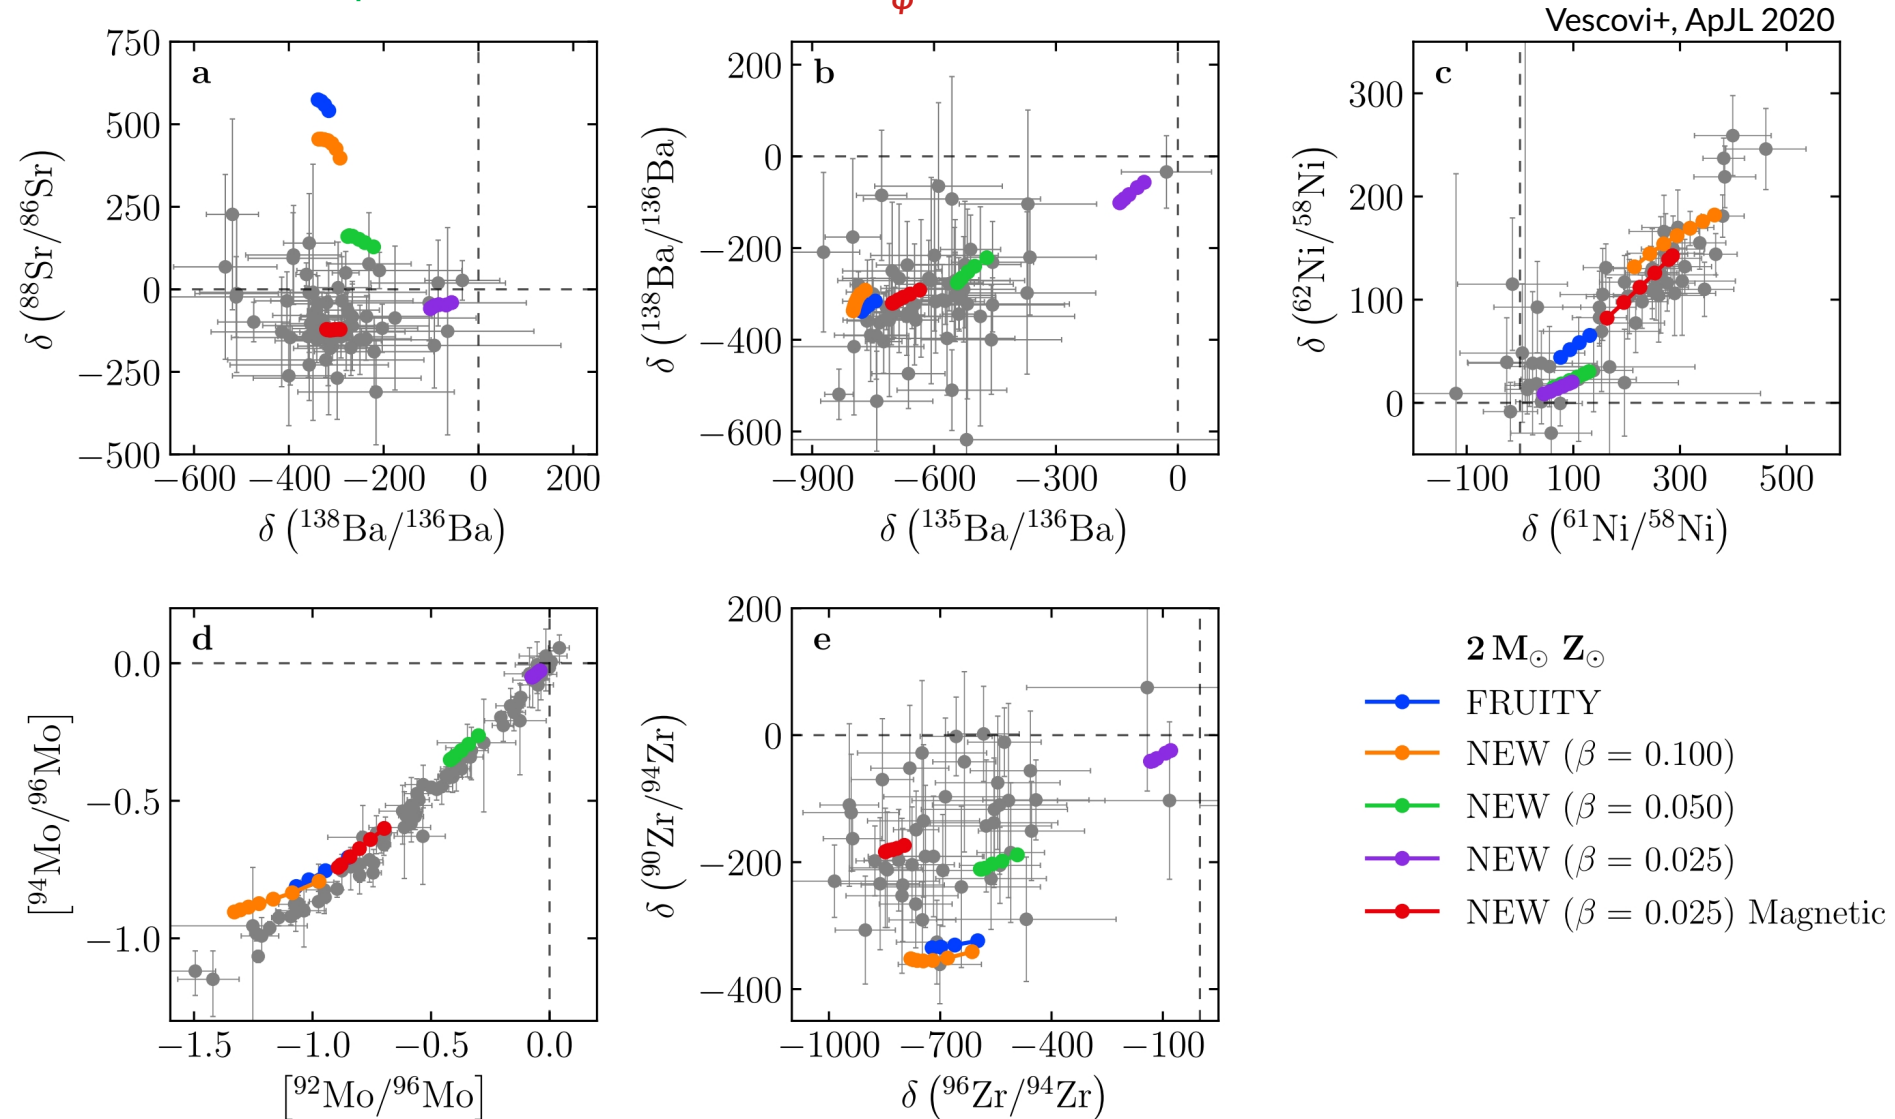 φ
Vescovi+, ApJL 2020
a
750
500
250
0
−250
−500
−600 −400 −200 0 200
δ (⁸⁸Sr/⁸⁶Sr)
δ (¹³⁸Ba/¹³⁶Ba)
b
200
0
−200
−400
−600
−900 −600 −300 0
δ (¹³⁸Ba/¹³⁶Ba)
δ (¹³⁵Ba/¹³⁶Ba)
c
300
200
100
0
−100 100 300 500
δ (⁶²Ni/⁵⁸Ni)
δ (⁶¹Ni/⁵⁸Ni)
d
0.0
−0.5
−1.0
−1.5 −1.0 −0.5 0.0
[⁹⁴Mo/⁹⁶Mo]
[⁹²Mo/⁹⁶Mo]
e
200
0
−200
−400
−1000 −700 −400 −100
δ (⁹⁰Zr/⁹⁴Zr)
δ (⁹⁶Zr/⁹⁴Zr)
2 M⊙ Z⊙
FRUITY
NEW (β = 0.100)
NEW (β = 0.050)
NEW (β = 0.025)
NEW (β = 0.025) Magnetic